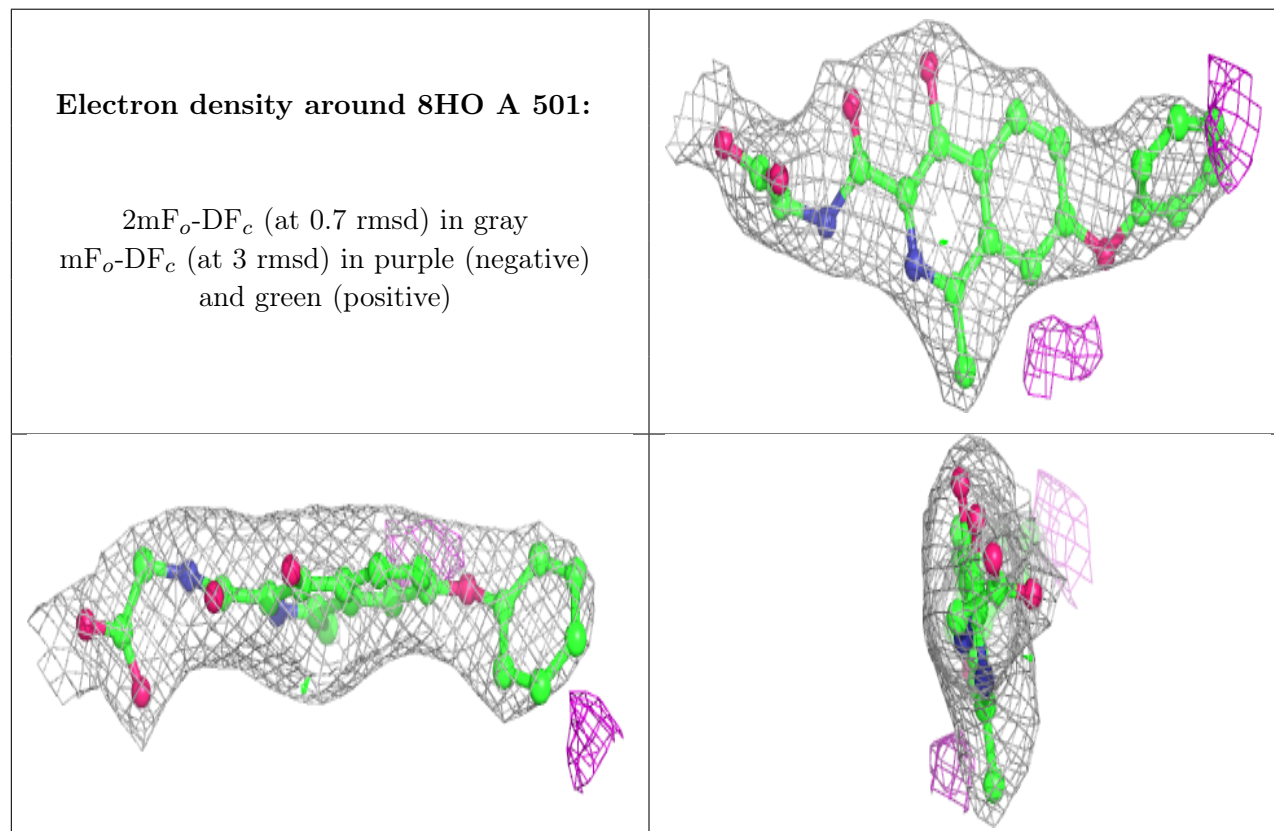 Electron density around 8HO A 501:
2mFo-DFc (at 0.7 rmsd) in gray
mFo-DFc (at 3 rmsd) in purple (negative)
and green (positive)